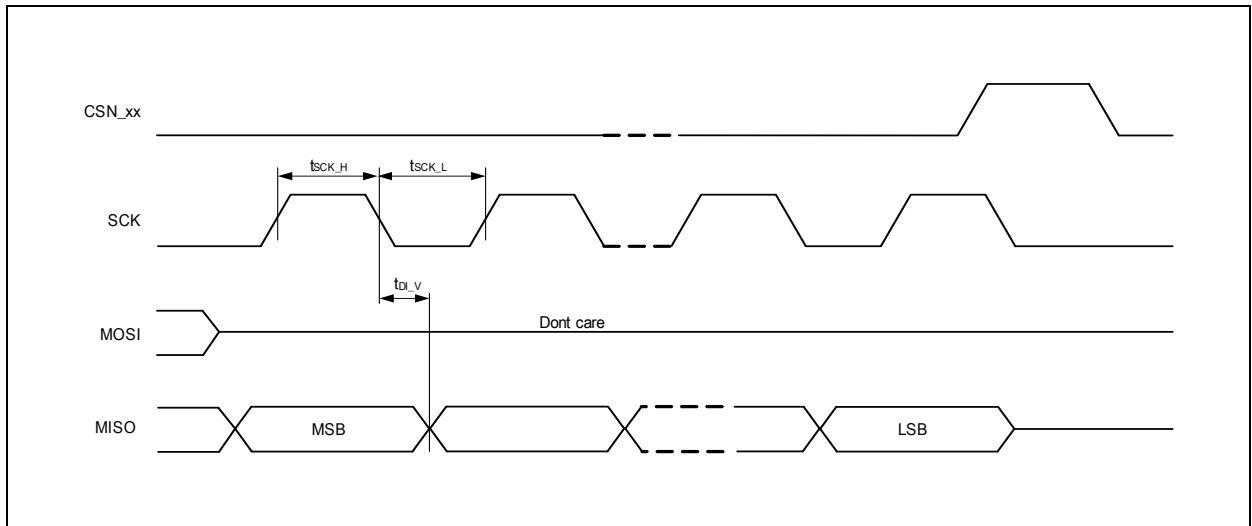 CSN_xx
tSCK_H tSCK_L
SCK
tDI_V
Dont care
MOSI
MISO MSB LSB